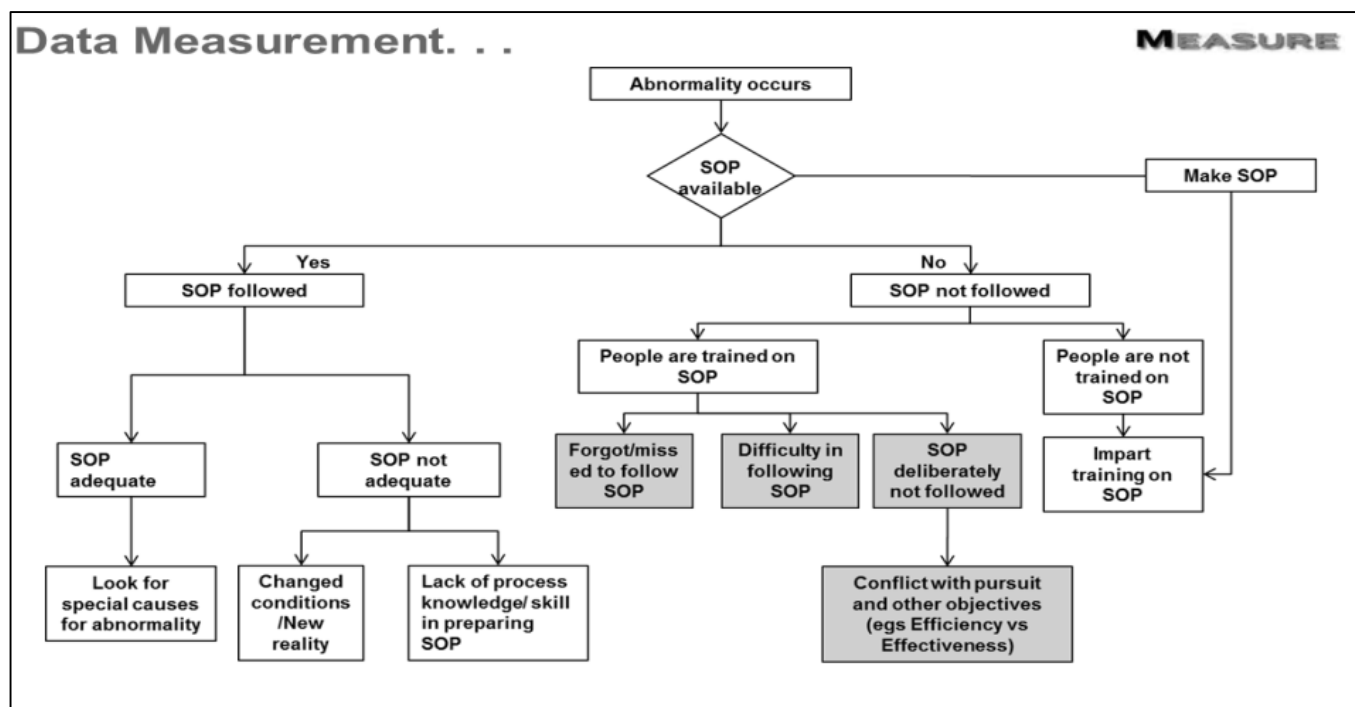 Data Measurement. . .
MEASURE
Abnormality occurs
SOP
available
Make SOP
Yes
No
SOP followed
SOP not followed
People are trained on
SOP
People are not
trained on
SOP
SOP
adequate
SOP not
adequate
Forgot/miss
ed to follow
SOP
Difficulty in
following
SOP
SOP
deliberately
not followed
Impart
training on
SOP
Look for
special causes
for abnormality
Changed
conditions
/New
reality
Lack of process
knowledge/ skill
in preparing
SOP
Conflict with pursuit
and other objectives
(egs Efficiency vs
Effectiveness)